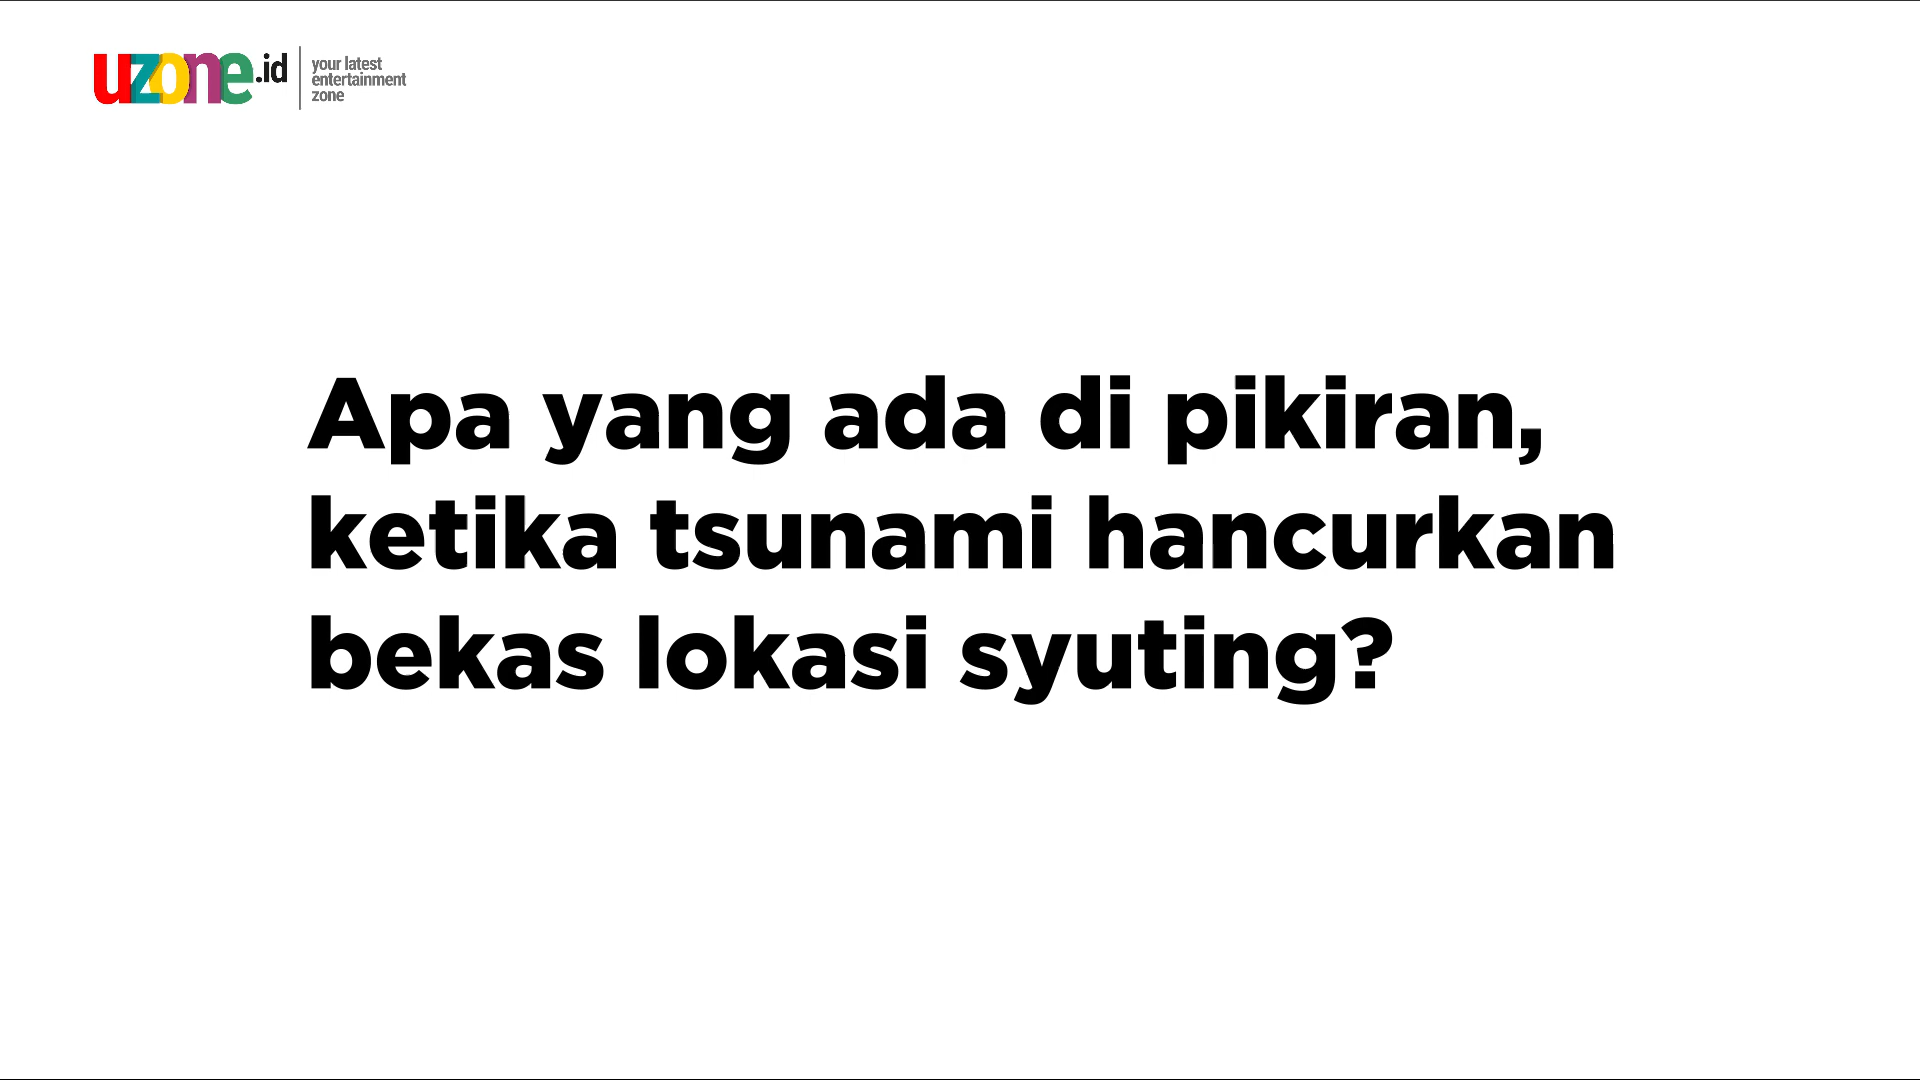 uzone.id
your latest
entertainment
zone
Apa yang ada di pikiran,
ketika tsunami hancurkan
bekas lokasi syuting?